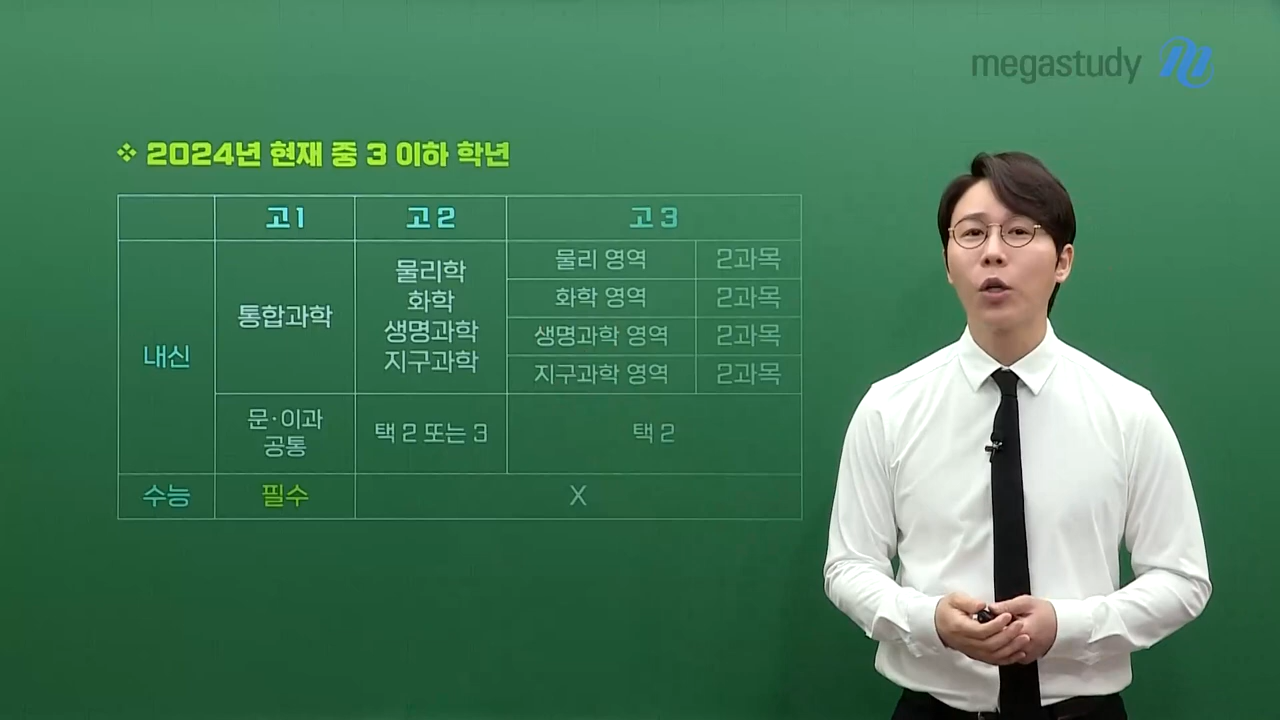 megastudy
❖ 2024년 현재 중 3 이하 학년
고1 고2 고3
내신
통합과학
물리학
화학
생명과학
지구과학
물리 영역 2과목
화학 영역 2과목
생명과학 영역 2과목
지구과학 영역 2과목
문·이과
공통
택 2 또는 3
택 2
수능 필수 X